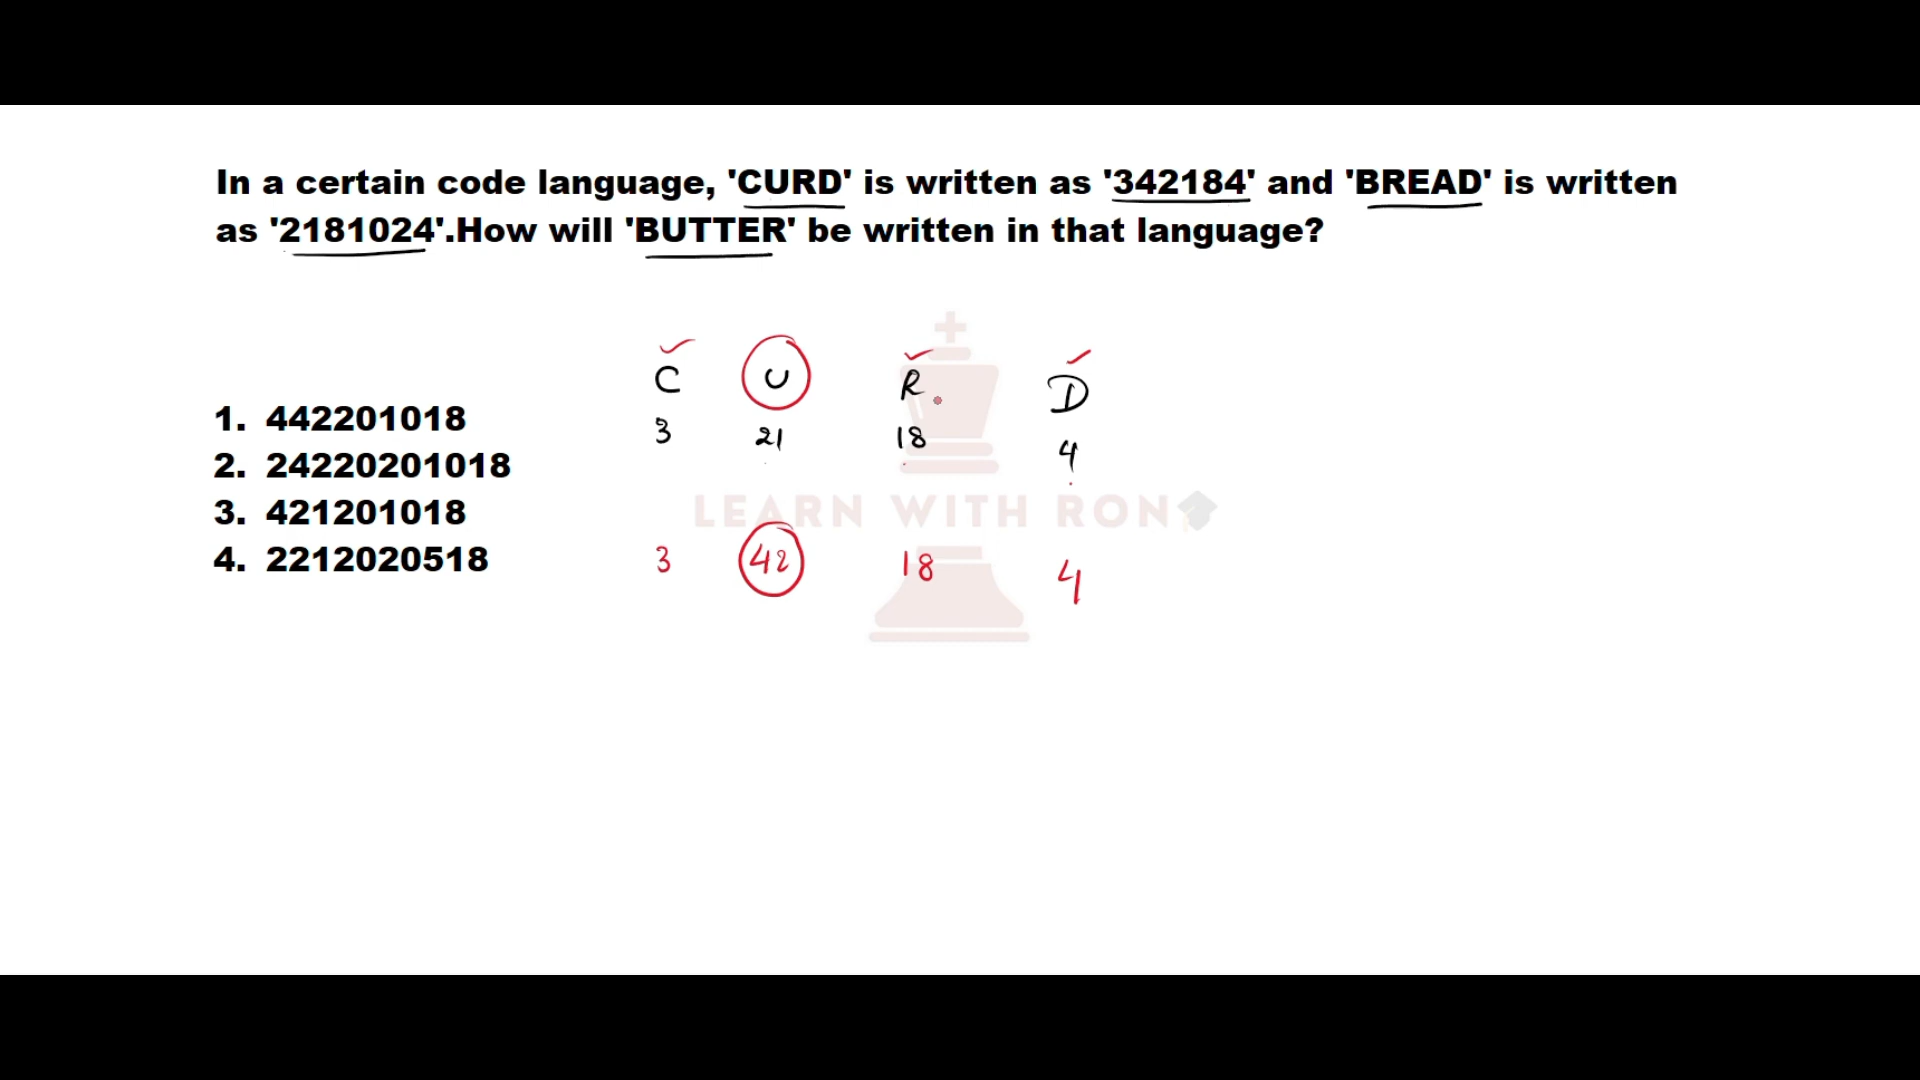 In a certain code language, 'CURD' is written as '342184' and 'BREAD' is written
as '2181024'.How will 'BUTTER' be written in that language?
1. 442201018
2. 24220201018
3. 421201018
4. 2212020518
C U R D
3 21 18 4
LEARN WITH RON
3 42 18 4